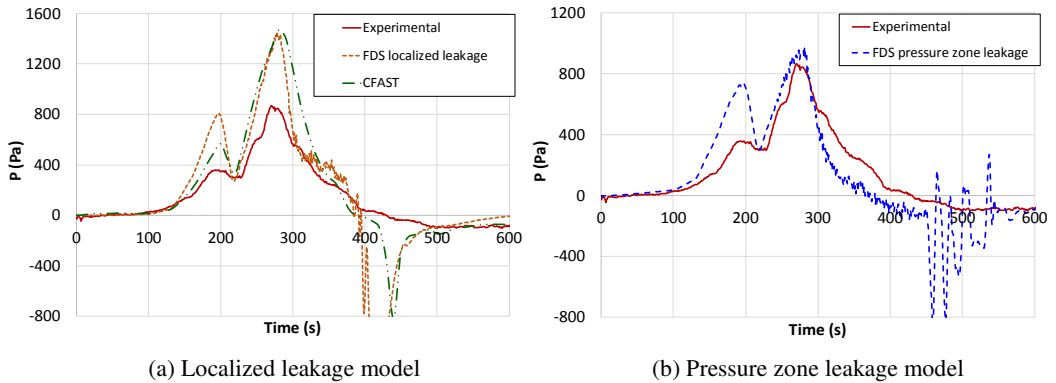 1600
1200
800
400
0
-400
-800
P (Pa)
0 100 200 300 400 500 600
Time (s)
Experimental
FDS localized leakage
CFAST
(a) Localized leakage model
1200
800
400
0
-400
-800
P (Pa)
0 100 200 300 400 500 600
Time (s)
Experimental
FDS pressure zone leakage
(b) Pressure zone leakage model